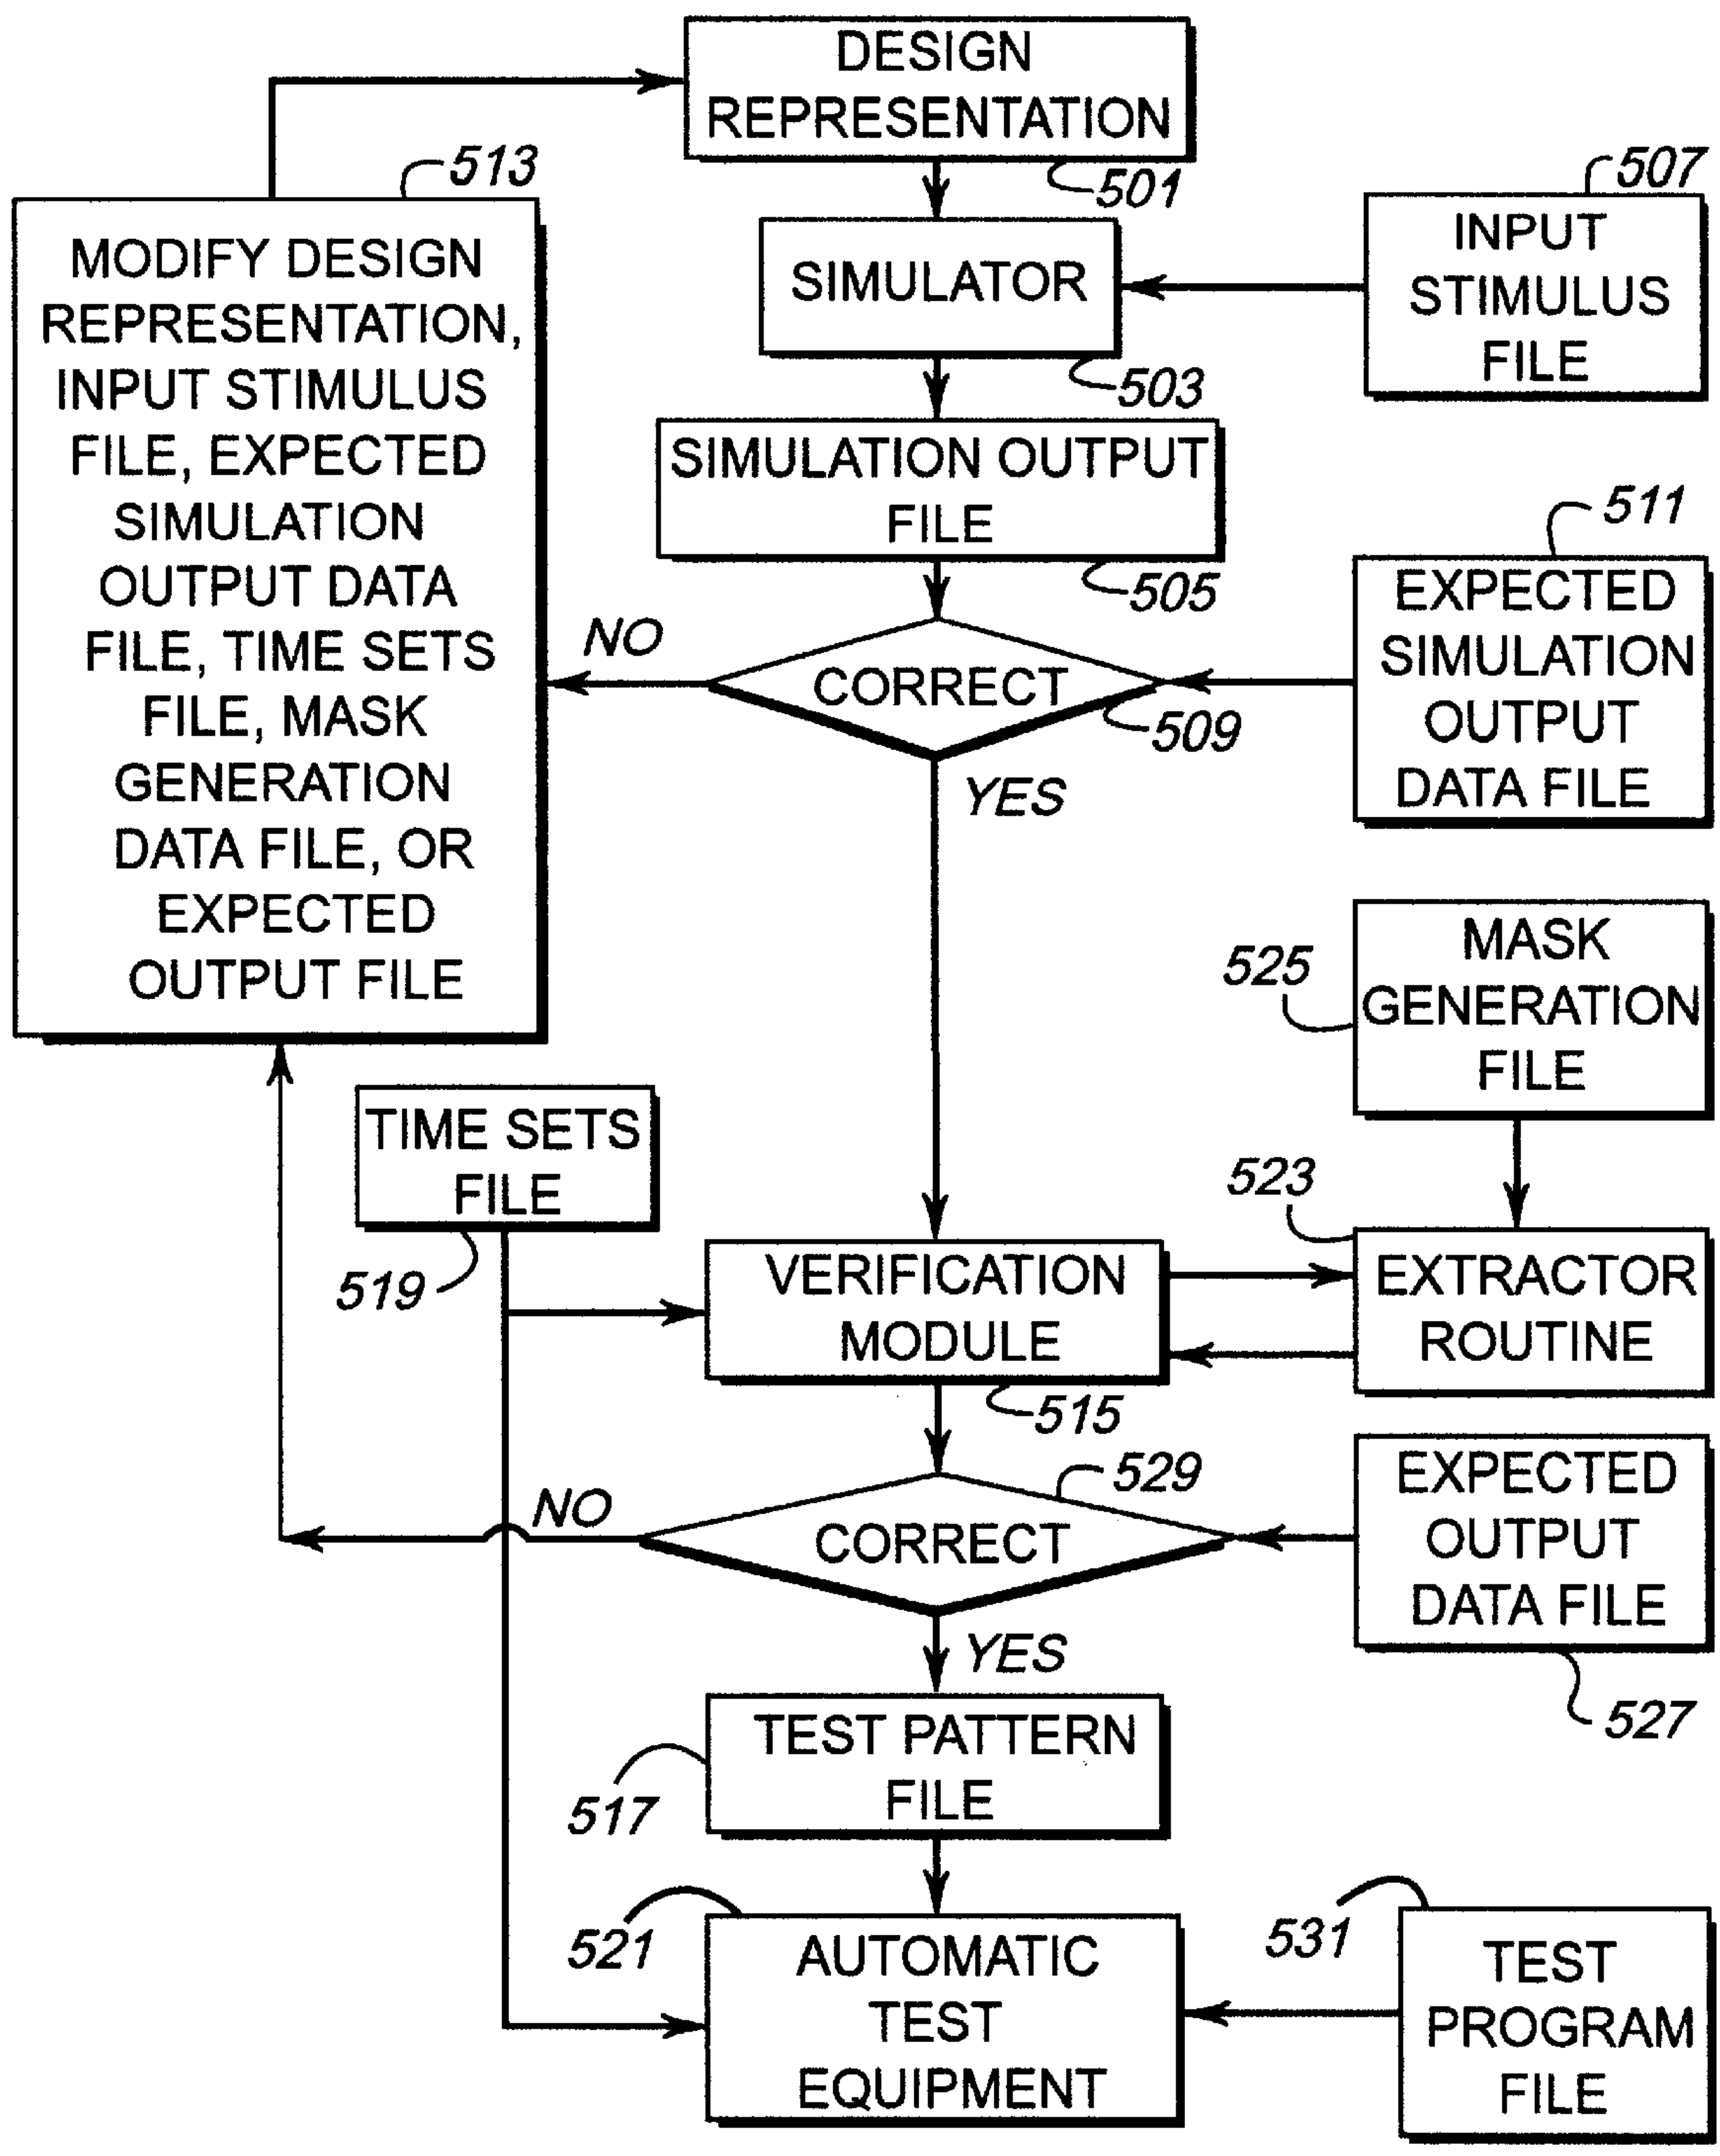 DESIGN
REPRESENTATION
501
513
507
MODIFY DESIGN
REPRESENTATION,
INPUT STIMULUS
FILE, EXPECTED
SIMULATION
OUTPUT DATA
FILE, TIME SETS
FILE, MASK
GENERATION
DATA FILE, OR
EXPECTED
OUTPUT FILE
SIMULATOR
503
INPUT
STIMULUS
FILE
SIMULATION OUTPUT
FILE
505
511
EXPECTED
SIMULATION
OUTPUT
DATA FILE
NO
CORRECT
509
YES
525
MASK
GENERATION
FILE
TIME SETS
FILE
519
523
VERIFICATION
MODULE
515
EXTRACTOR
ROUTINE
529
NO
CORRECT
EXPECTED
OUTPUT
DATA FILE
527
YES
TEST PATTERN
FILE
517
521
AUTOMATIC
TEST
EQUIPMENT
531
TEST
PROGRAM
FILE